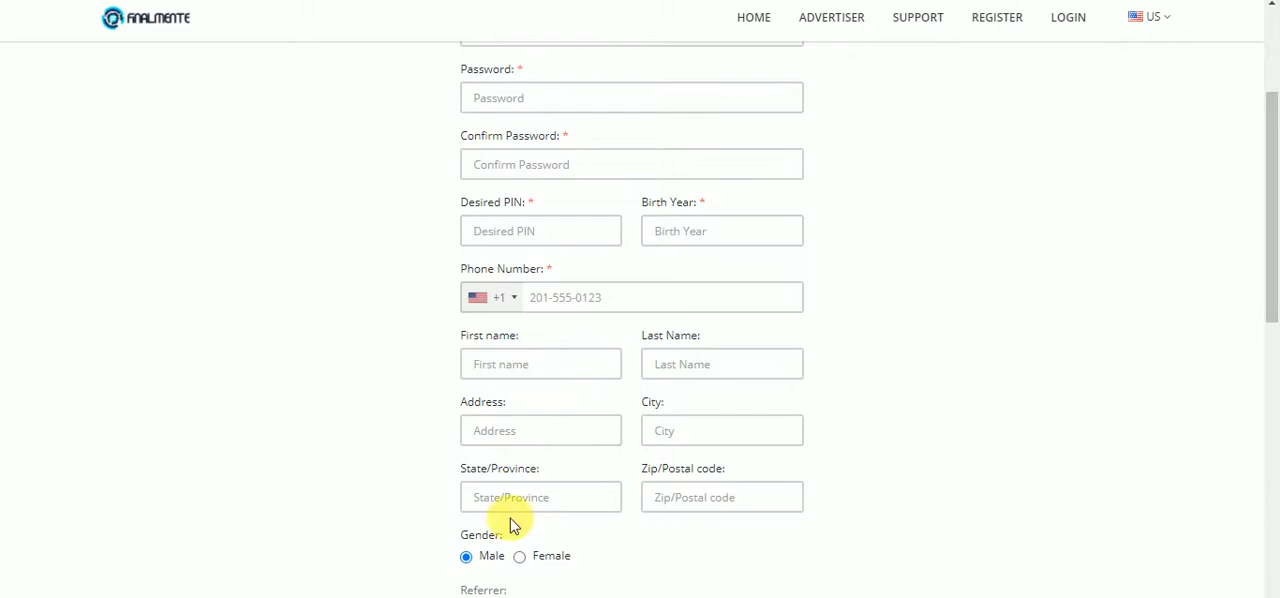 FINALMENTE HOME ADVERTISER SUPPORT REGISTER LOGIN US
Password: *
Password
Confirm Password: *
Confirm Password
Desired PIN: * Birth Year: *
Desired PIN Birth Year
Phone Number: *
+1 201-555-0123
First name: Last Name:
First name Last Name
Address: City:
Address City
State/Province: Zip/Postal code:
State/Province Zip/Postal code
Gender:
Male Female
Referrer: